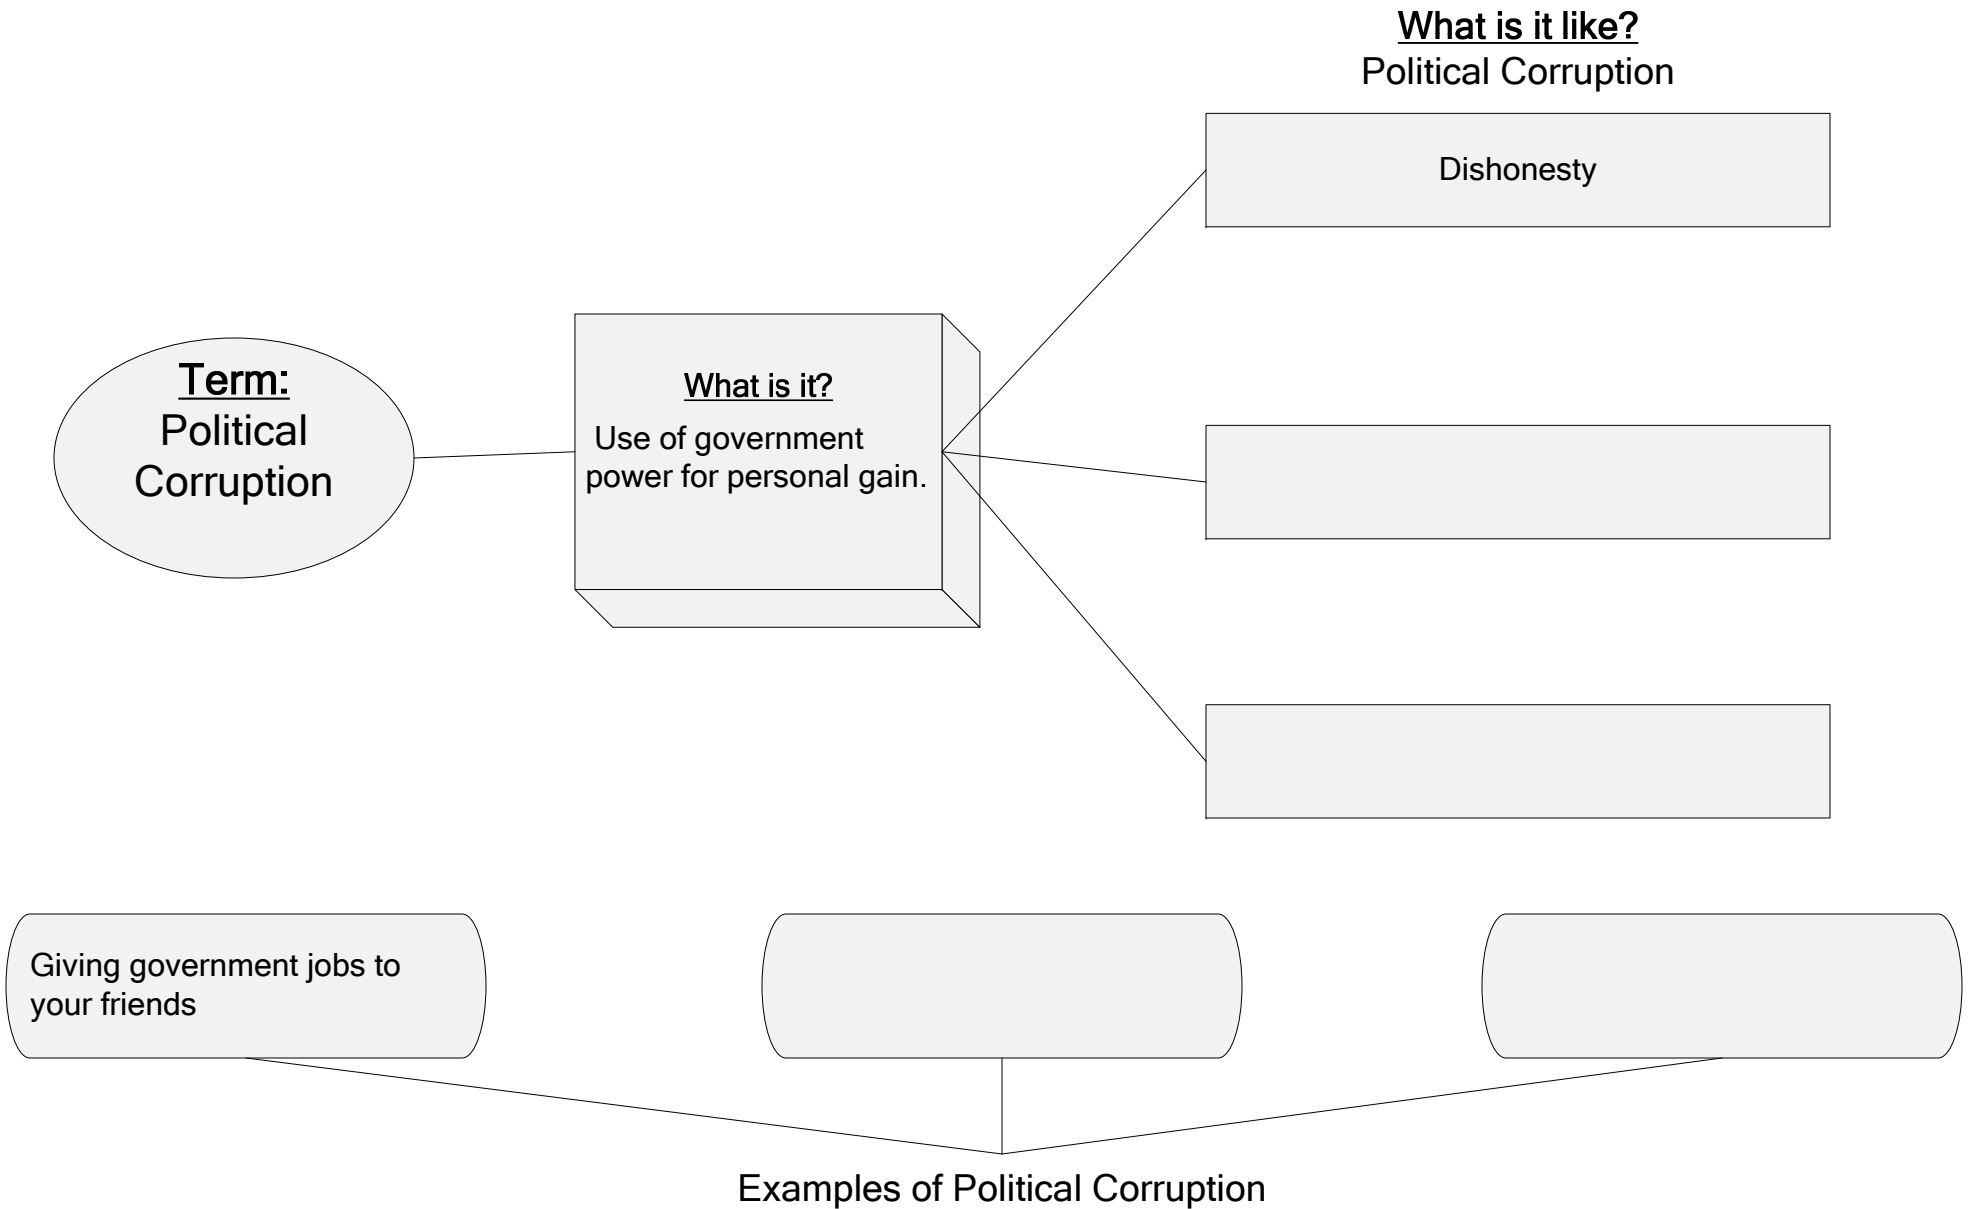 What is it like?
Political Corruption
Dishonesty
Term:
Political
Corruption
What is it?
Use of government
power for personal gain.
Giving government jobs to
your friends
Examples of Political Corruption